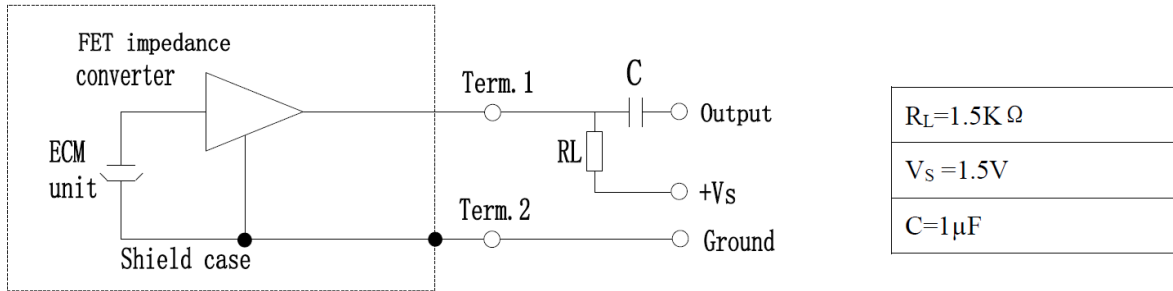 FET impedance
converter
Term.1
C
Output
ECM
unit
RL
+Vs
Term.2
Ground
Shield case
RL=1.5KΩ
VS =1.5V
C=1μF